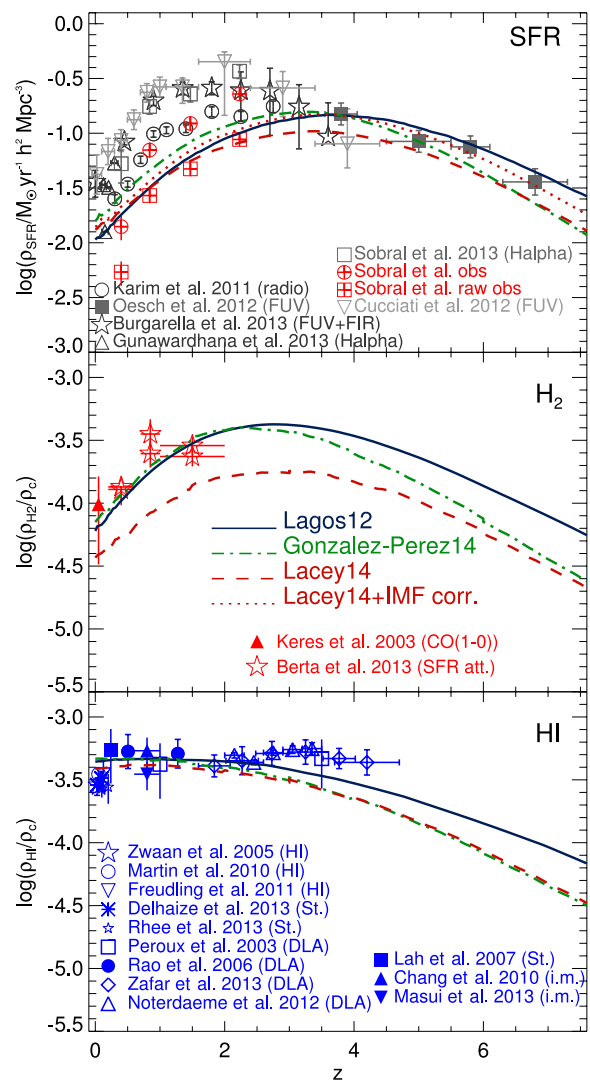 SFR
0.0
-0.5
-1.0
-1.5
-2.0
-2.5
-3.0
log(ρSFR/M⊙ yr⁻¹ h² Mpc⁻³)
Sobral et al. 2013 (Halpha)
Sobral et al. obs
Karim et al. 2011 (radio)
Sobral et al. raw obs
Oesch et al. 2012 (FUV)
Cucciati et al. 2012 (FUV)
Burgarella et al. 2013 (FUV+FIR)
Gunawardhana et al. 2013 (Halpha)
H₂
-3.0
-3.5
-4.0
-4.5
-5.0
-5.5
log(ρH2/ρc)
Lagos12
Gonzalez-Perez14
Lacey14
Lacey14+IMF corr.
Keres et al. 2003 (CO(1-0))
Berta et al. 2013 (SFR att.)
HI
-3.0
-3.5
-4.0
-4.5
-5.0
-5.5
log(ρHI/ρc)
Zwaan et al. 2005 (HI)
Martin et al. 2010 (HI)
Freudling et al. 2011 (HI)
Delhaize et al. 2013 (St.)
Rhee et al. 2013 (St.)
Peroux et al. 2003 (DLA)
Rao et al. 2006 (DLA)
Zafar et al. 2013 (DLA)
Noterdaeme et al. 2012 (DLA)
Lah et al. 2007 (St.)
Chang et al. 2010 (i.m.)
Masui et al. 2013 (i.m.)
0 2 4 6
z